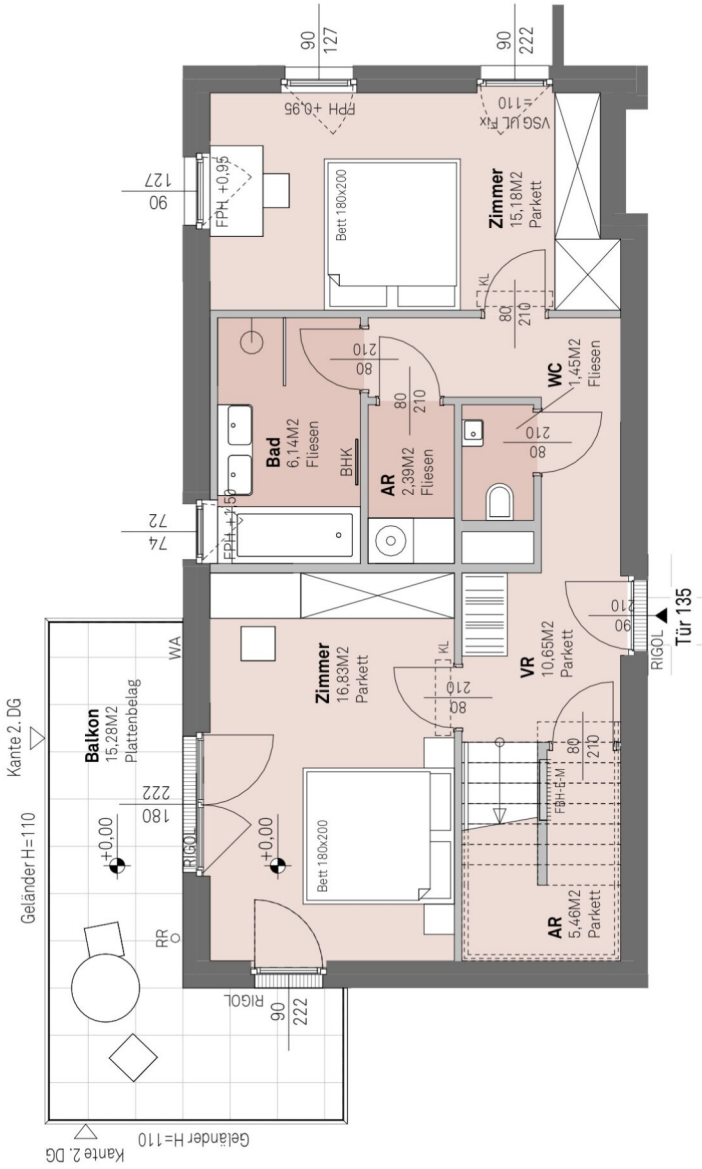 90
127
90
222
FPH +0,95
VSG UL Fix
=110
127
90
FPH +0,95
Bett 180x200
Zimmer
15,18M2
Parkett
KL
80
210
210
80
WC
1,45M2
Fliesen
80
210
210
80
Bad
6,14M2
Fliesen
BHK
AR
2,39M2
Fliesen
72
74
FPH +1,50
Kante 2. DG
Geländer H=110
Balkon
15,28M2
Plattenbelag
WA
222
180
RIGOL
+0,00
+0,00
RR
Zimmer
16,83M2
Parkett
KL
210
80
Bett 180x200
VR
10,65M2
Parkett
210
90
RIGOL
Tür 135
80
210
FBH-E-M
AR
5,46M2
Parkett
RIGOL
90
222
Geländer H=110
Kante 2. DG